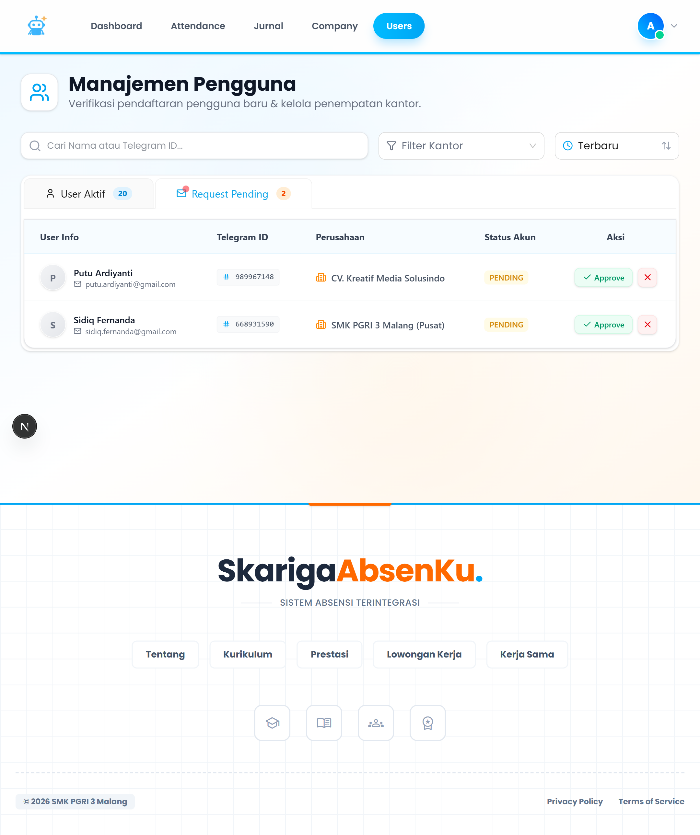 Dashboard Attendance Jurnal Company Users A
Manajemen Pengguna
Verifikasi pendaftaran pengguna baru & kelola penempatan kantor.
Cari Nama atau Telegram ID... Filter Kantor Terbaru
User Aktif 20 Request Pending 2
User Info Telegram ID Perusahaan Status Akun Aksi
P Putu Ardiyanti # 989967148 CV. Kreatif Media Solusindo PENDING Approve
putu.ardiyanti@gmail.com
S Sidiq Fernanda # 668931590 SMK PGRI 3 Malang (Pusat) PENDING Approve
sidiq.fernanda@gmail.com
N
SkarigaAbsenKu.
SISTEM ABSENSI TERINTEGRASI
Tentang Kurikulum Prestasi Lowongan Kerja Kerja Sama
© 2026 SMK PGRI 3 Malang Privacy Policy Terms of Service